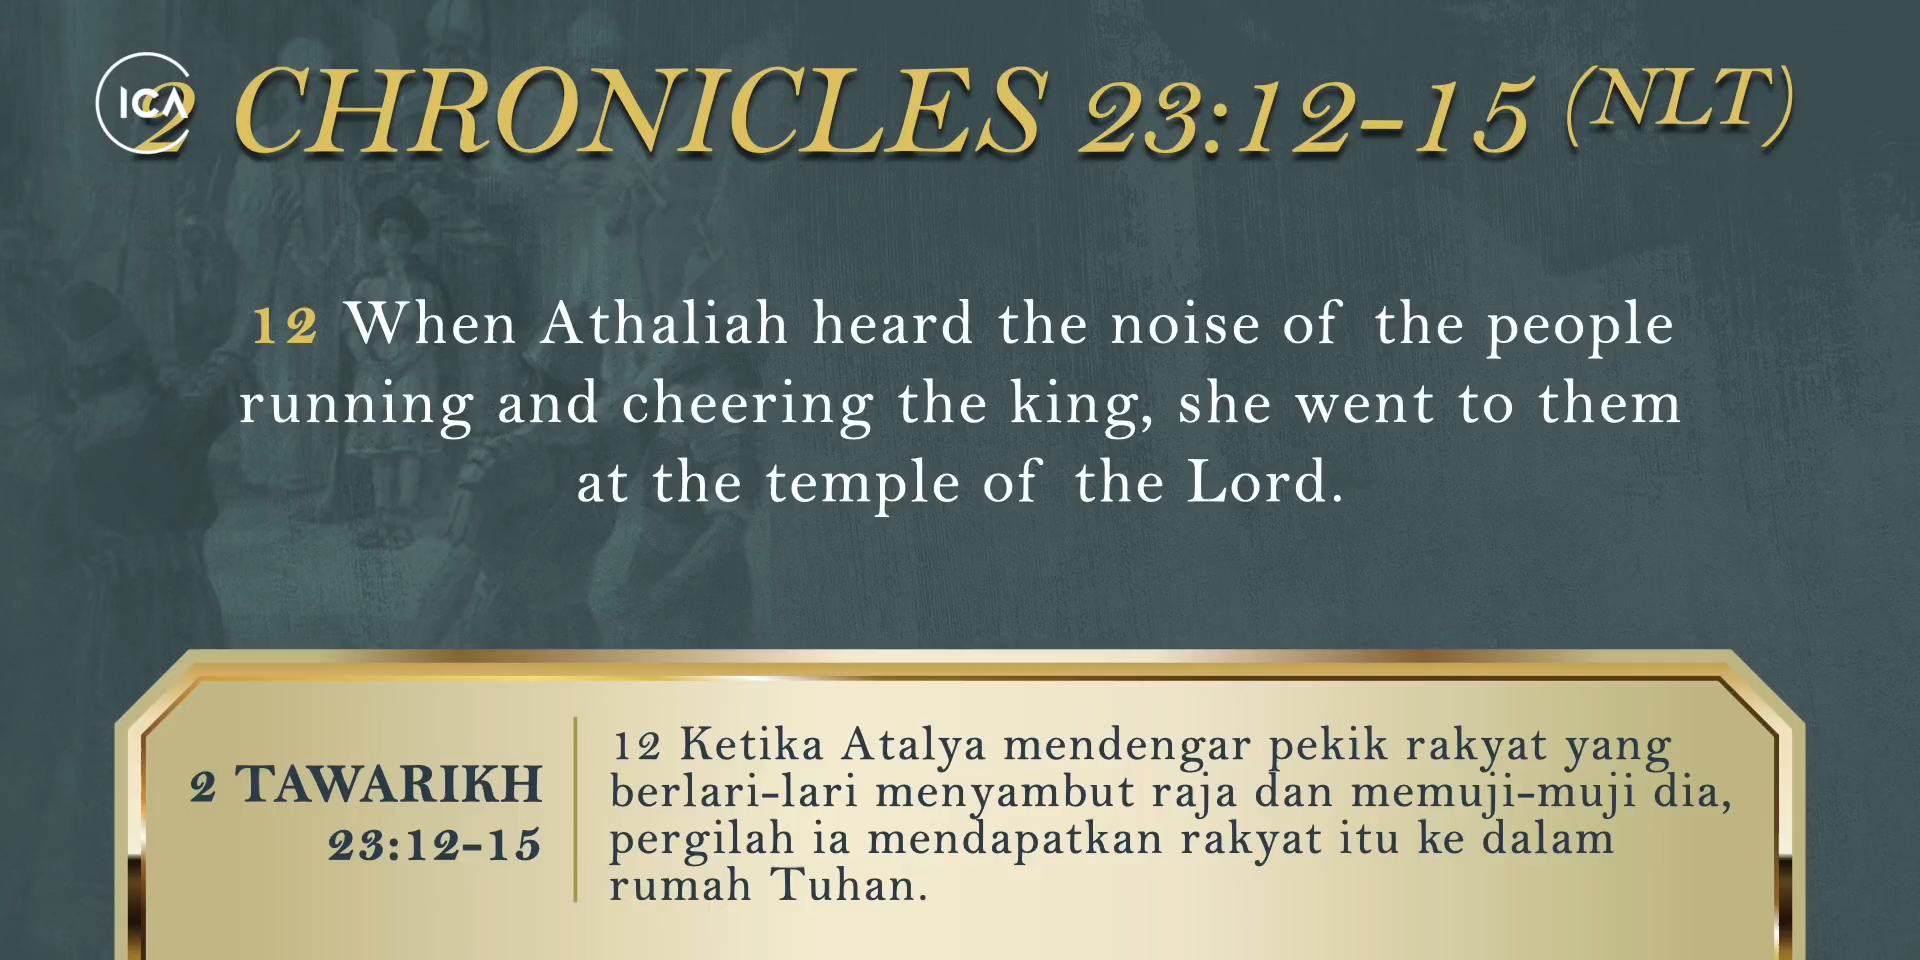 ICA
2 CHRONICLES 23:12-15 (NLT)
12 When Athaliah heard the noise of the people
running and cheering the king, she went to them
at the temple of the Lord.
2 TAWARIKH
23:12-15
12 Ketika Atalya mendengar pekik rakyat yang
berlari-lari menyambut raja dan memuji-muji dia,
pergilah ia mendapatkan rakyat itu ke dalam
rumah Tuhan.